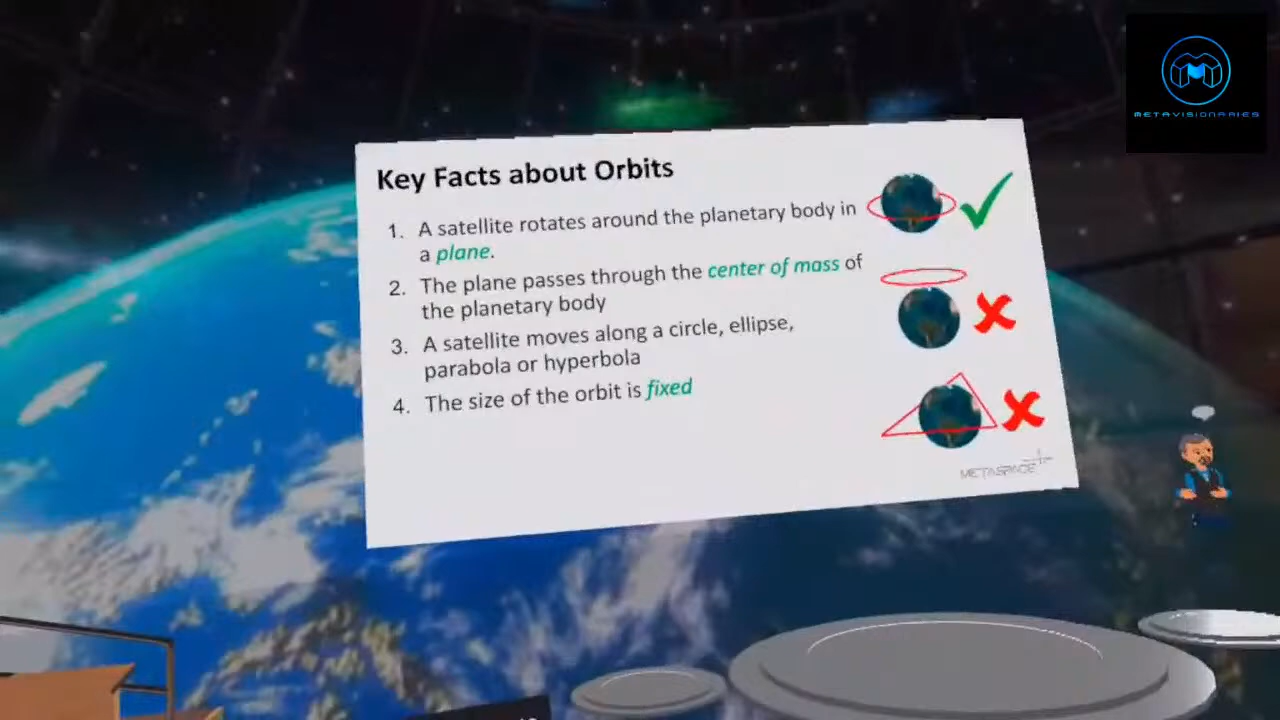 METAVISIONARIES
Key Facts about Orbits
1. A satellite rotates around the planetary body in
a plane.
2. The plane passes through the center of mass of
the planetary body
3. A satellite moves along a circle, ellipse,
parabola or hyperbola
4. The size of the orbit is fixed
METASPACE